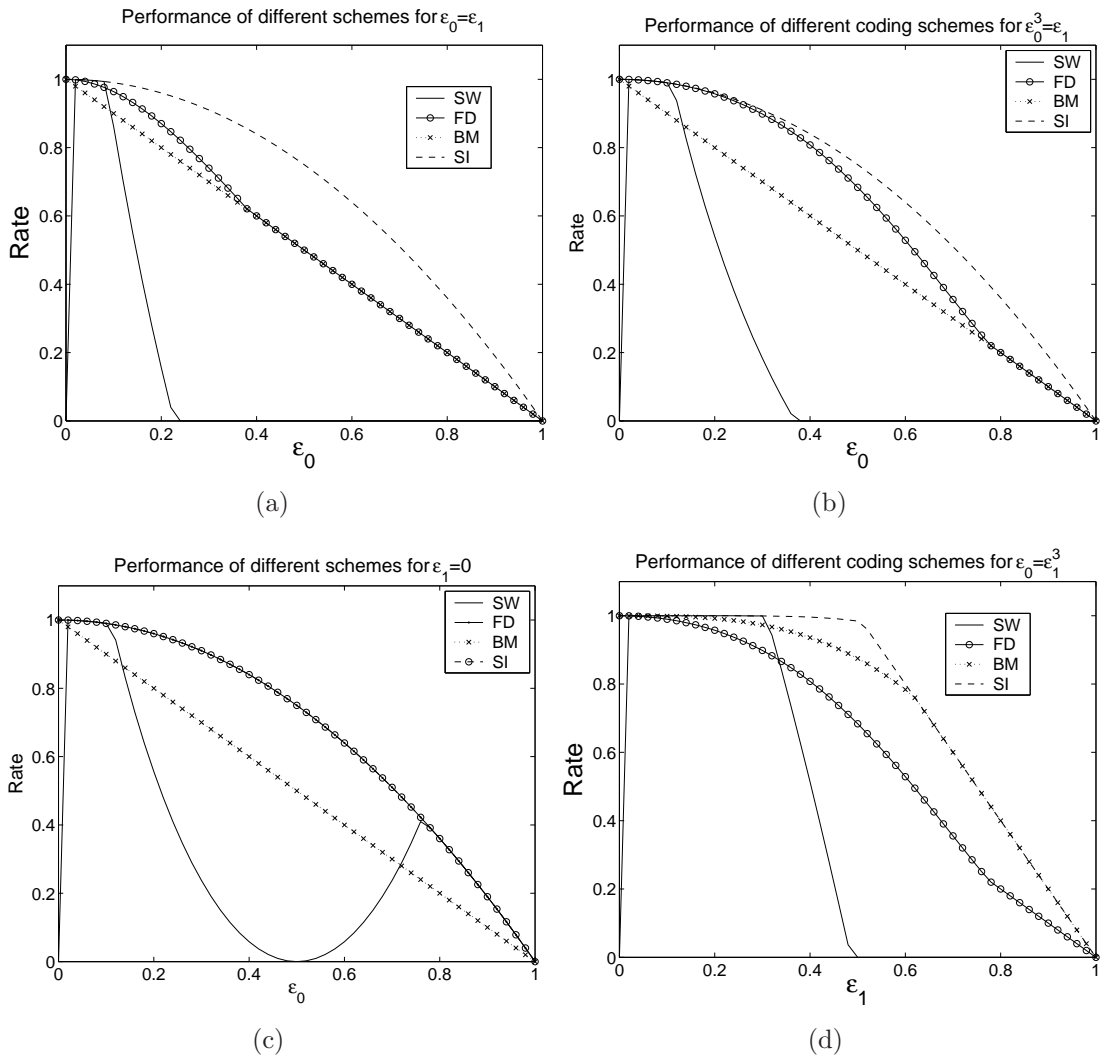 Performance of different schemes for ε0=ε1
Rate
1
0.8
0.6
0.4
0.2
0
SW
FD
BM
SI
0 0.2 0.4 0.6 0.8 1
ε0
(a)
Performance of different coding schemes for ε0^3=ε1
Rate
1
0.8
0.6
0.4
0.2
0
SW
FD
BM
SI
0 0.2 0.4 0.6 0.8 1
ε0
(b)
Performance of different schemes for ε1=0
Rate
1
0.8
0.6
0.4
0.2
0
SW
FD
BM
SI
0 0.2 0.4 0.6 0.8 1
ε0
(c)
Performance of different coding schemes for ε0=ε1^3
Rate
1
0.8
0.6
0.4
0.2
0
SW
FD
BM
SI
0 0.2 0.4 0.6 0.8 1
ε1
(d)